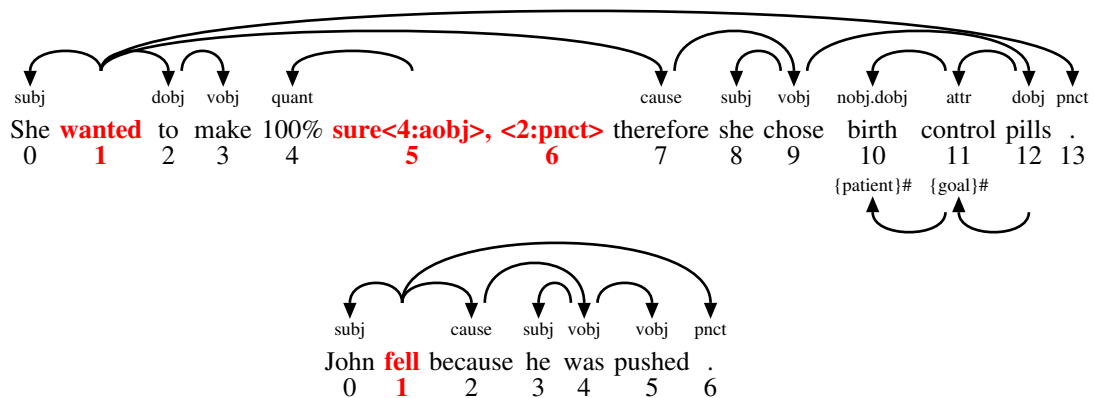 subj dobj vobj quant cause subj vobj nobj.dobj attr dobj pnct
She wanted to make 100% sure<4:aobj>, <2:pnct> therefore she chose birth control pills .
0 1 2 3 4 5 6 7 8 9 10 11 12 13
{patient}# {goal}#
subj cause subj vobj vobj pnct
John fell because he was pushed .
0 1 2 3 4 5 6